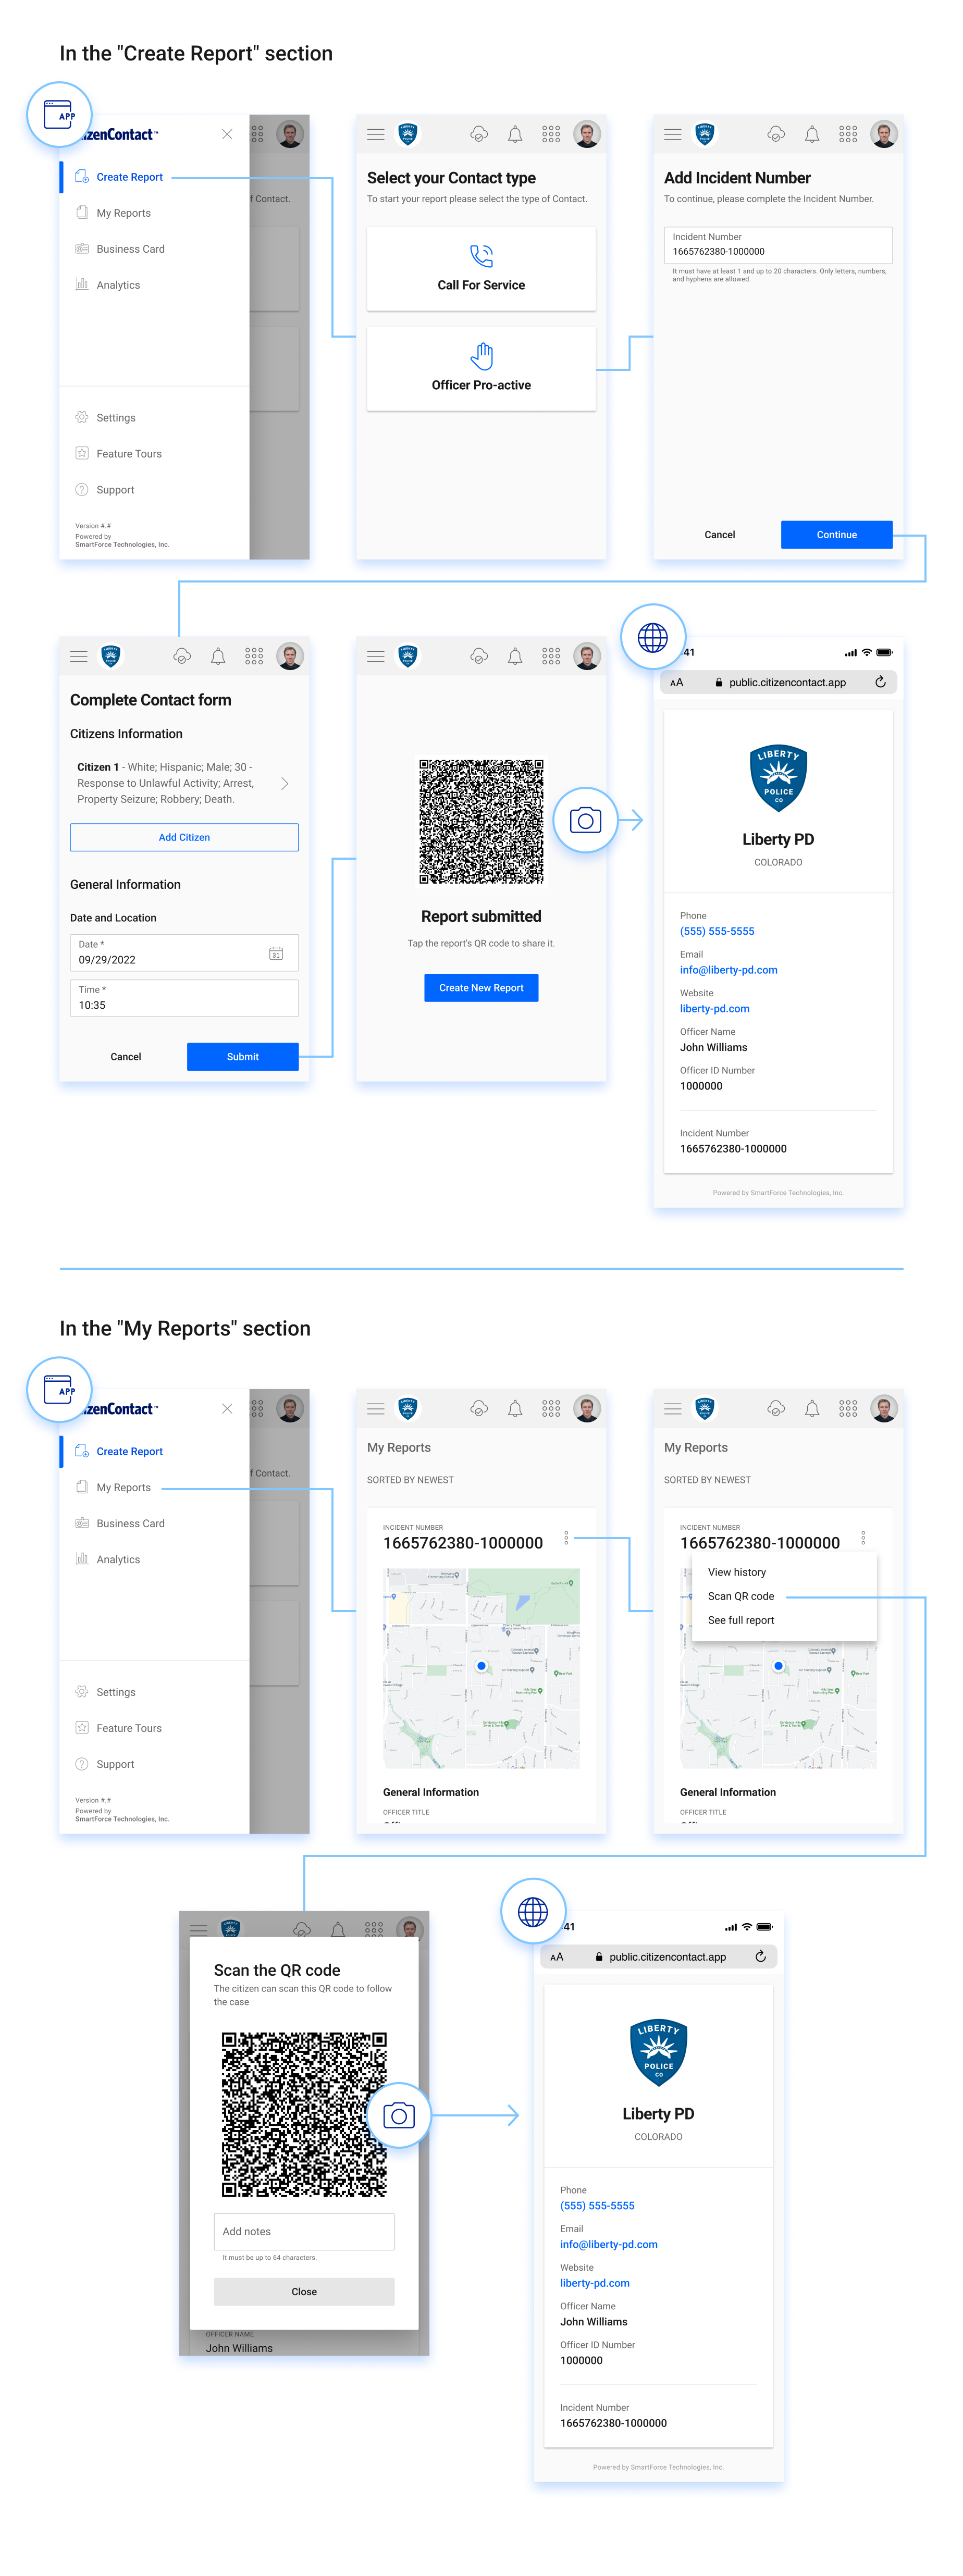 In the "Create Report" section
APP
izenContact™
Create Report
My Reports
Business Card
Analytics
Settings
Feature Tours
Support
Version #.#
Powered by
SmartForce Technologies, Inc.
f Contact.
Select your Contact type
To start your report please select the type of Contact.
Call For Service
Officer Pro-active
Add Incident Number
To continue, please complete the Incident Number.
Incident Number
1665762380-1000000
It must have at least 1 and up to 20 characters. Only letters, numbers,
and hyphens are allowed.
Cancel
Continue
Complete Contact form
Citizens Information
Citizen 1 - White; Hispanic; Male; 30 -
Response to Unlawful Activity; Arrest,
Property Seizure; Robbery; Death.
Add Citizen
General Information
Date and Location
Date *
09/29/2022
31
Time *
10:35
Cancel
Submit
Report submitted
Tap the report's QR code to share it.
Create New Report
41
AA
public.citizencontact.app
LIBERTY
POLICE
CO
Liberty PD
COLORADO
Phone
(555) 555-5555
Email
info@liberty-pd.com
Website
liberty-pd.com
Officer Name
John Williams
Officer ID Number
1000000
Incident Number
1665762380-1000000
Powered by SmartForce Technologies, Inc.
In the "My Reports" section
APP
izenContact™
Create Report
My Reports
Business Card
Analytics
Settings
Feature Tours
Support
Version #.#
Powered by
SmartForce Technologies, Inc.
f Contact.
My Reports
SORTED BY NEWEST
INCIDENT NUMBER
1665762380-1000000
General Information
OFFICER TITLE
My Reports
SORTED BY NEWEST
INCIDENT NUMBER
1665762380-1000000
View history
Scan QR code
See full report
General Information
OFFICER TITLE
Scan the QR code
The citizen can scan this QR code to follow
the case
Add notes
It must be up to 64 characters.
Close
OFFICER NAME
John Williams
41
AA
public.citizencontact.app
LIBERTY
POLICE
CO
Liberty PD
COLORADO
Phone
(555) 555-5555
Email
info@liberty-pd.com
Website
liberty-pd.com
Officer Name
John Williams
Officer ID Number
1000000
Incident Number
1665762380-1000000
Powered by SmartForce Technologies, Inc.